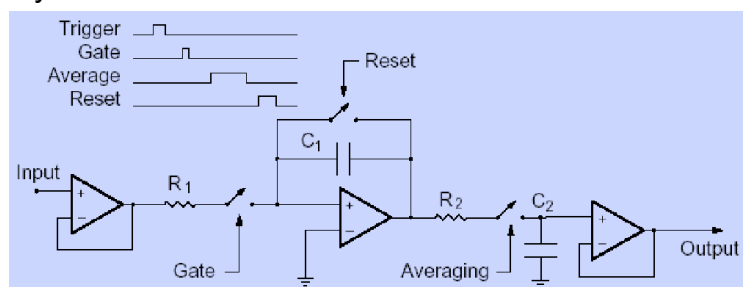 Trigger
Gate
Average
Reset
Reset
C1
Input
R1
R2
C2
+
−
+
−
+
−
Gate
Averaging
Output